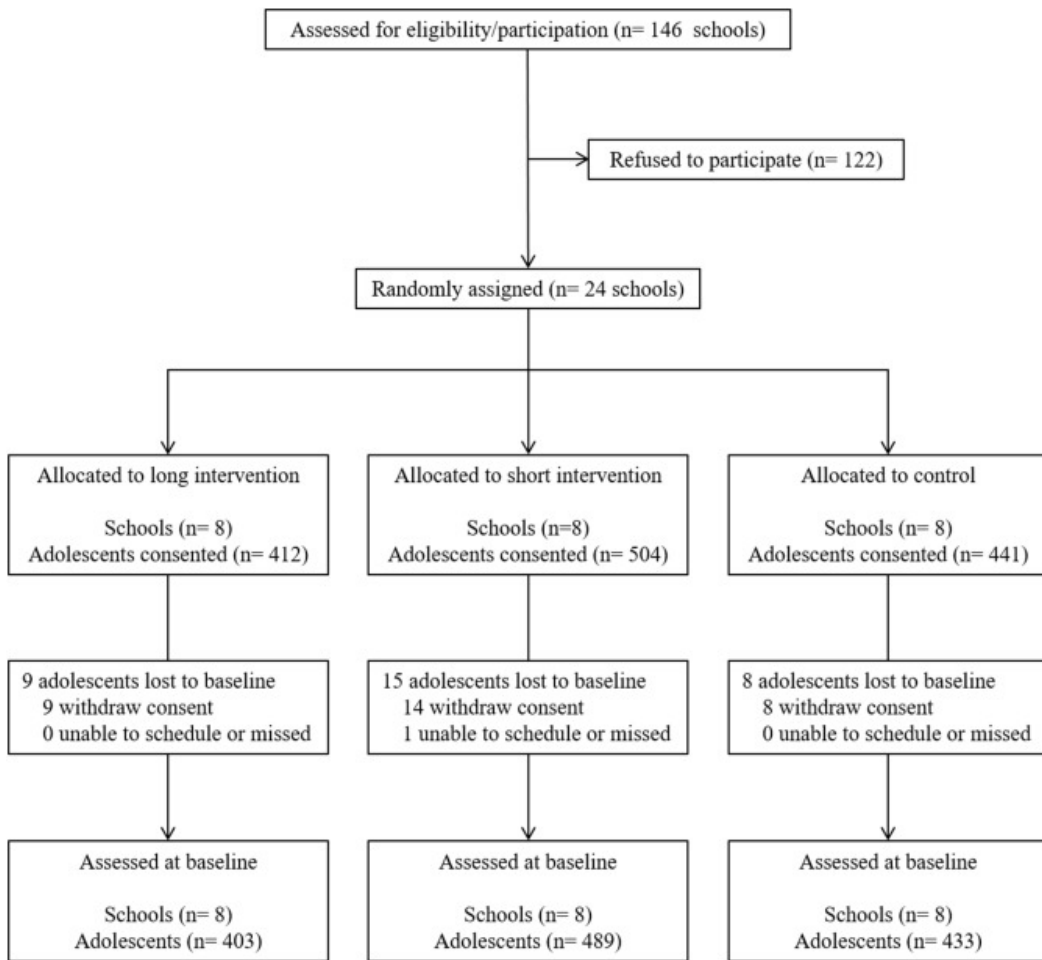 Assessed for eligibility/participation (n= 146 schools)
Refused to participate (n= 122)
Randomly assigned (n= 24 schools)
Allocated to long intervention
Schools (n= 8)
Adolescents consented (n= 412)
Allocated to short intervention
Schools (n=8)
Adolescents consented (n= 504)
Allocated to control
Schools (n= 8)
Adolescents consented (n= 441)
9 adolescents lost to baseline
9 withdraw consent
0 unable to schedule or missed
15 adolescents lost to baseline
14 withdraw consent
1 unable to schedule or missed
8 adolescents lost to baseline
8 withdraw consent
0 unable to schedule or missed
Assessed at baseline
Schools (n= 8)
Adolescents (n= 403)
Assessed at baseline
Schools (n= 8)
Adolescents (n= 489)
Assessed at baseline
Schools (n= 8)
Adolescents (n= 433)